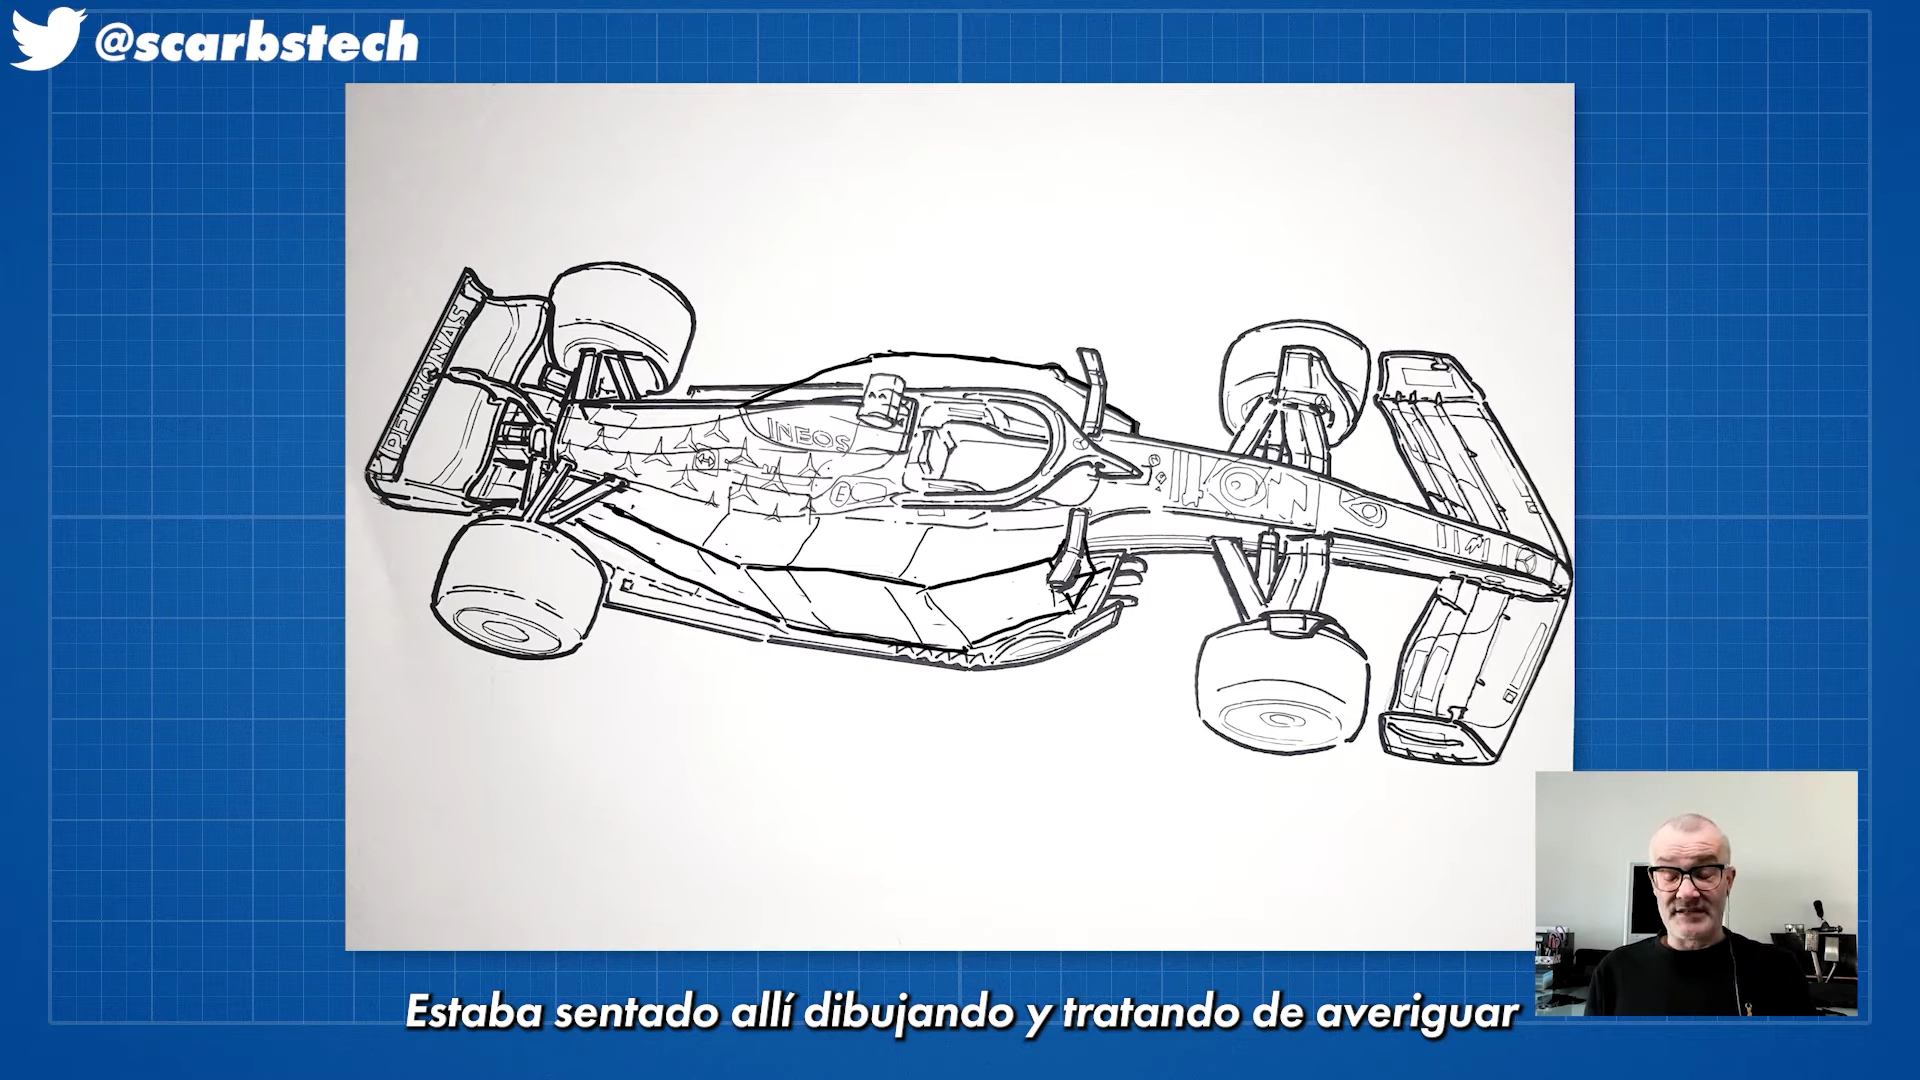 @scarbstech
PETRONAS
INEOS
Estaba sentado allí dibujando y tratando de averiguar